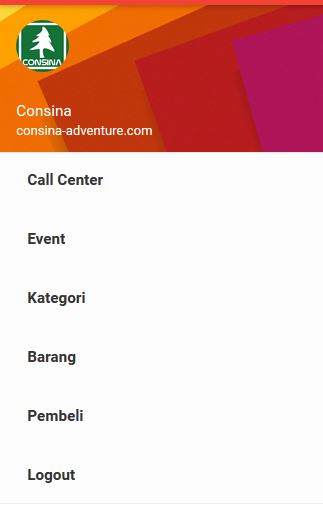 CONSINA
Consina
consina-adventure.com
Call Center
Event
Kategori
Barang
Pembeli
Logout